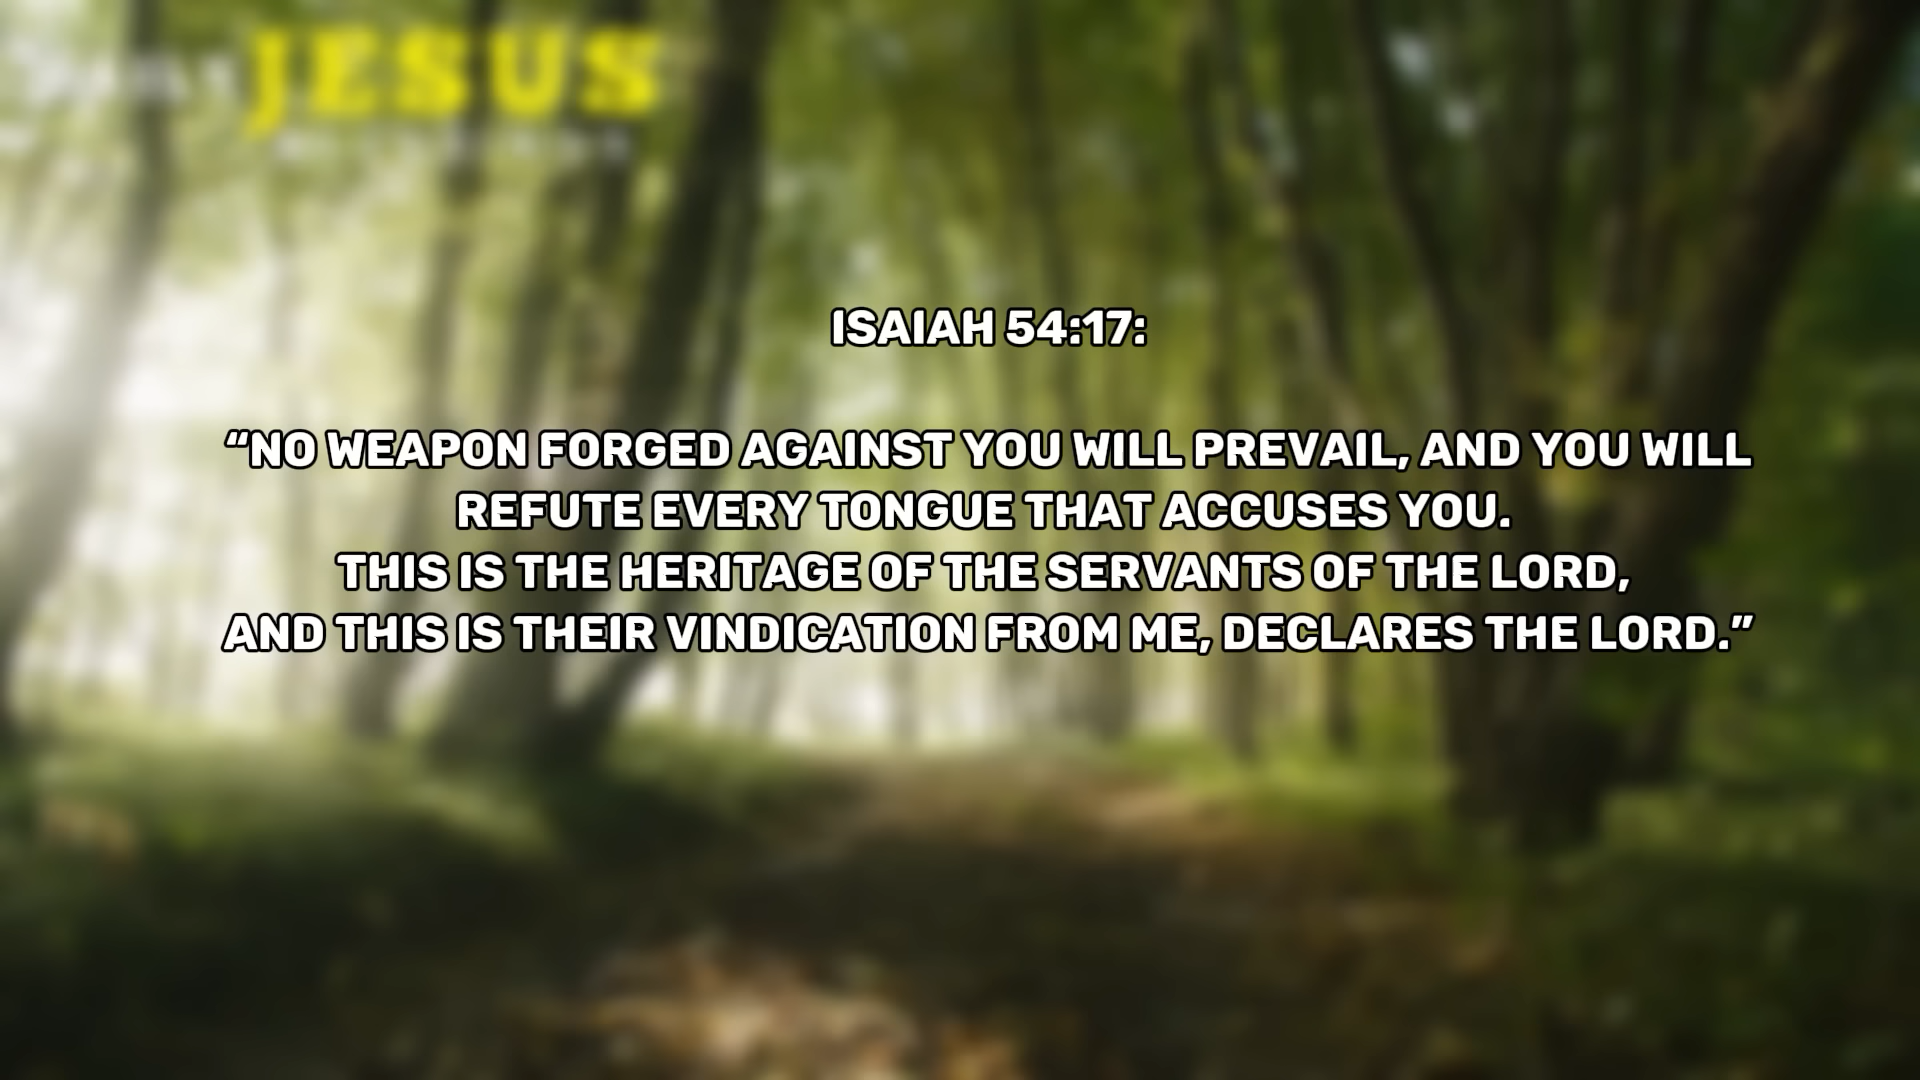 JESUS
ISAIAH 54:17:
“NO WEAPON FORGED AGAINST YOU WILL PREVAIL, AND YOU WILL
REFUTE EVERY TONGUE THAT ACCUSES YOU.
THIS IS THE HERITAGE OF THE SERVANTS OF THE LORD,
AND THIS IS THEIR VINDICATION FROM ME, DECLARES THE LORD.”